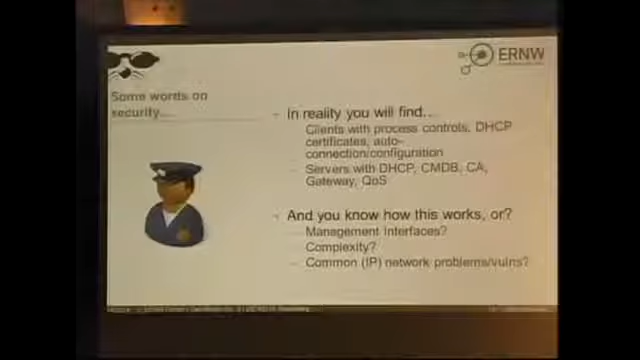 ERNW
Some words on
security...
In reality you will find...
Clients with process controls, DHCP
certificates, auto-
connection/configuration
Servers with DHCP, CMDB, CA,
Gateway, QoS
And you know how this works, or?
Management Interfaces?
Complexity?
Common (IP) network problems/vulns?